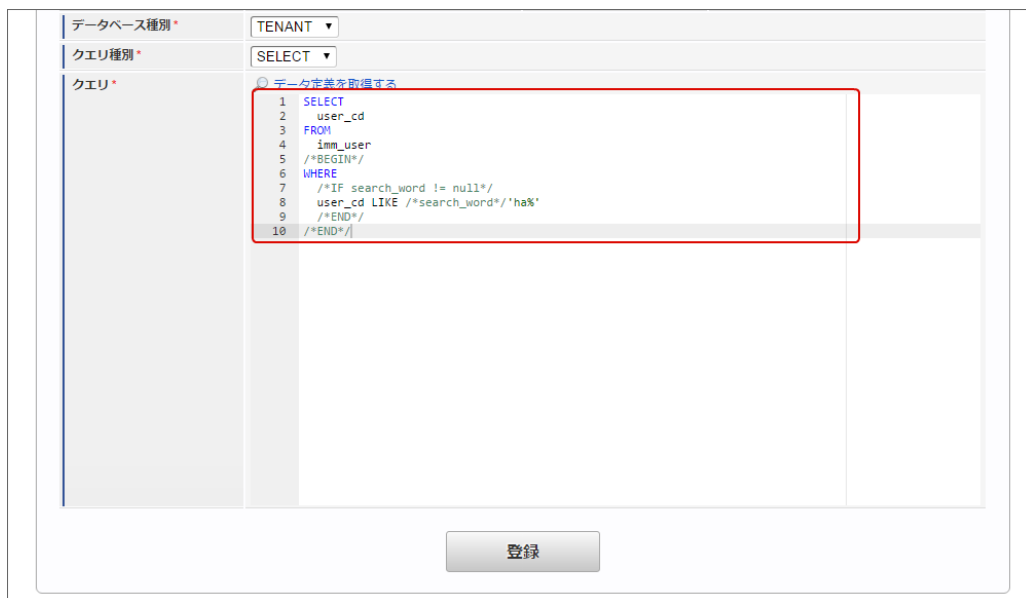 データベース種別*
TENANT
クエリ種別*
SELECT
クエリ*
データ定義を取得する
1 SELECT
2   user_cd
3 FROM
4   imm_user
5 /*BEGIN*/
6 WHERE
7   /*IF search_word != null*/
8   user_cd LIKE /*search_word*/'ha%'
9   /*END*/
10 /*END*/
登録